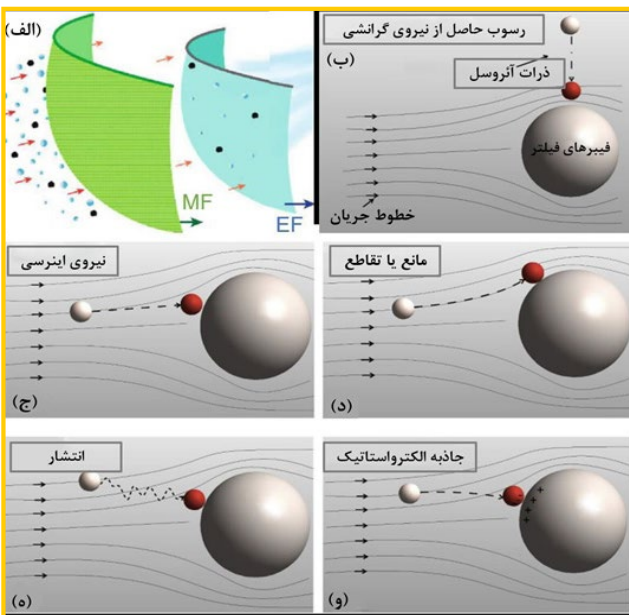 (الف)
MF
EF
رسوب حاصل از نیروی گرانشی
(ب)
ذرات آئروسل
فیبرهای فیلتر
خطوط جریان
نیروی اینرسی
(ج)
مانع یا تقاطع
(د)
انتشار
(ه)
جاذبه الکترواستاتیک
(و)